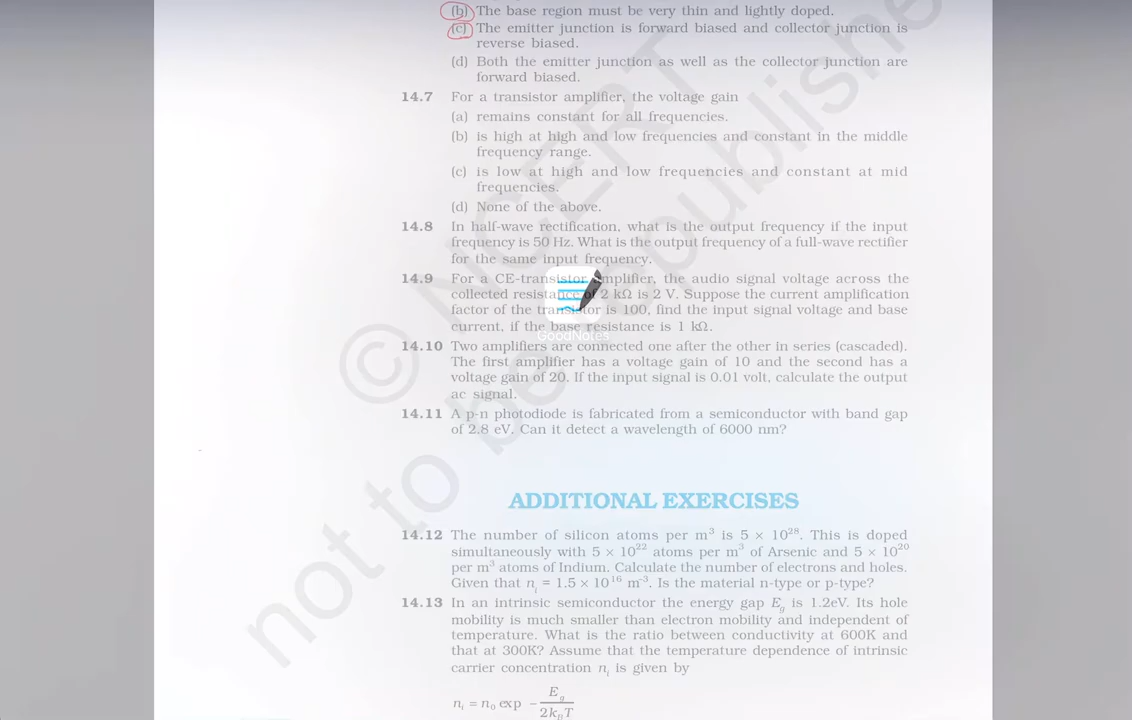 (b) The base region must be very thin and lightly doped.
(c) The emitter junction is forward biased and collector junction is
reverse biased.
(d) Both the emitter junction as well as the collector junction are
forward biased.
14.7 For a transistor amplifier, the voltage gain
(a) remains constant for all frequencies.
(b) is high at high and low frequencies and constant in the middle
frequency range.
(c) is low at high and low frequencies and constant at mid
frequencies.
(d) None of the above.
14.8 In half-wave rectification, what is the output frequency if the input
frequency is 50 Hz. What is the output frequency of a full-wave rectifier
for the same input frequency.
14.9 For a CE-transistor amplifier, the audio signal voltage across the
collected resistance of 2 kΩ is 2 V. Suppose the current amplification
factor of the transistor is 100, find the input signal voltage and base
current, if the base resistance is 1 kΩ.
GoodNotes
14.10 Two amplifiers are connected one after the other in series (cascaded).
The first amplifier has a voltage gain of 10 and the second has a
voltage gain of 20. If the input signal is 0.01 volt, calculate the output
ac signal.
14.11 A p-n photodiode is fabricated from a semiconductor with band gap
of 2.8 eV. Can it detect a wavelength of 6000 nm?
ADDITIONAL EXERCISES
14.12 The number of silicon atoms per m³ is 5 × 10²⁸. This is doped
simultaneously with 5 × 10²² atoms per m³ of Arsenic and 5 × 10²⁰
per m³ atoms of Indium. Calculate the number of electrons and holes.
Given that nᵢ = 1.5 × 10¹⁶ m⁻³. Is the material n-type or p-type?
14.13 In an intrinsic semiconductor the energy gap E_g is 1.2eV. Its hole
mobility is much smaller than electron mobility and independent of
temperature. What is the ratio between conductivity at 600K and
that at 300K? Assume that the temperature dependence of intrinsic
carrier concentration nᵢ is given by
nᵢ = n₀ exp − E_g / 2k_BT
© NCERT
not to be republished